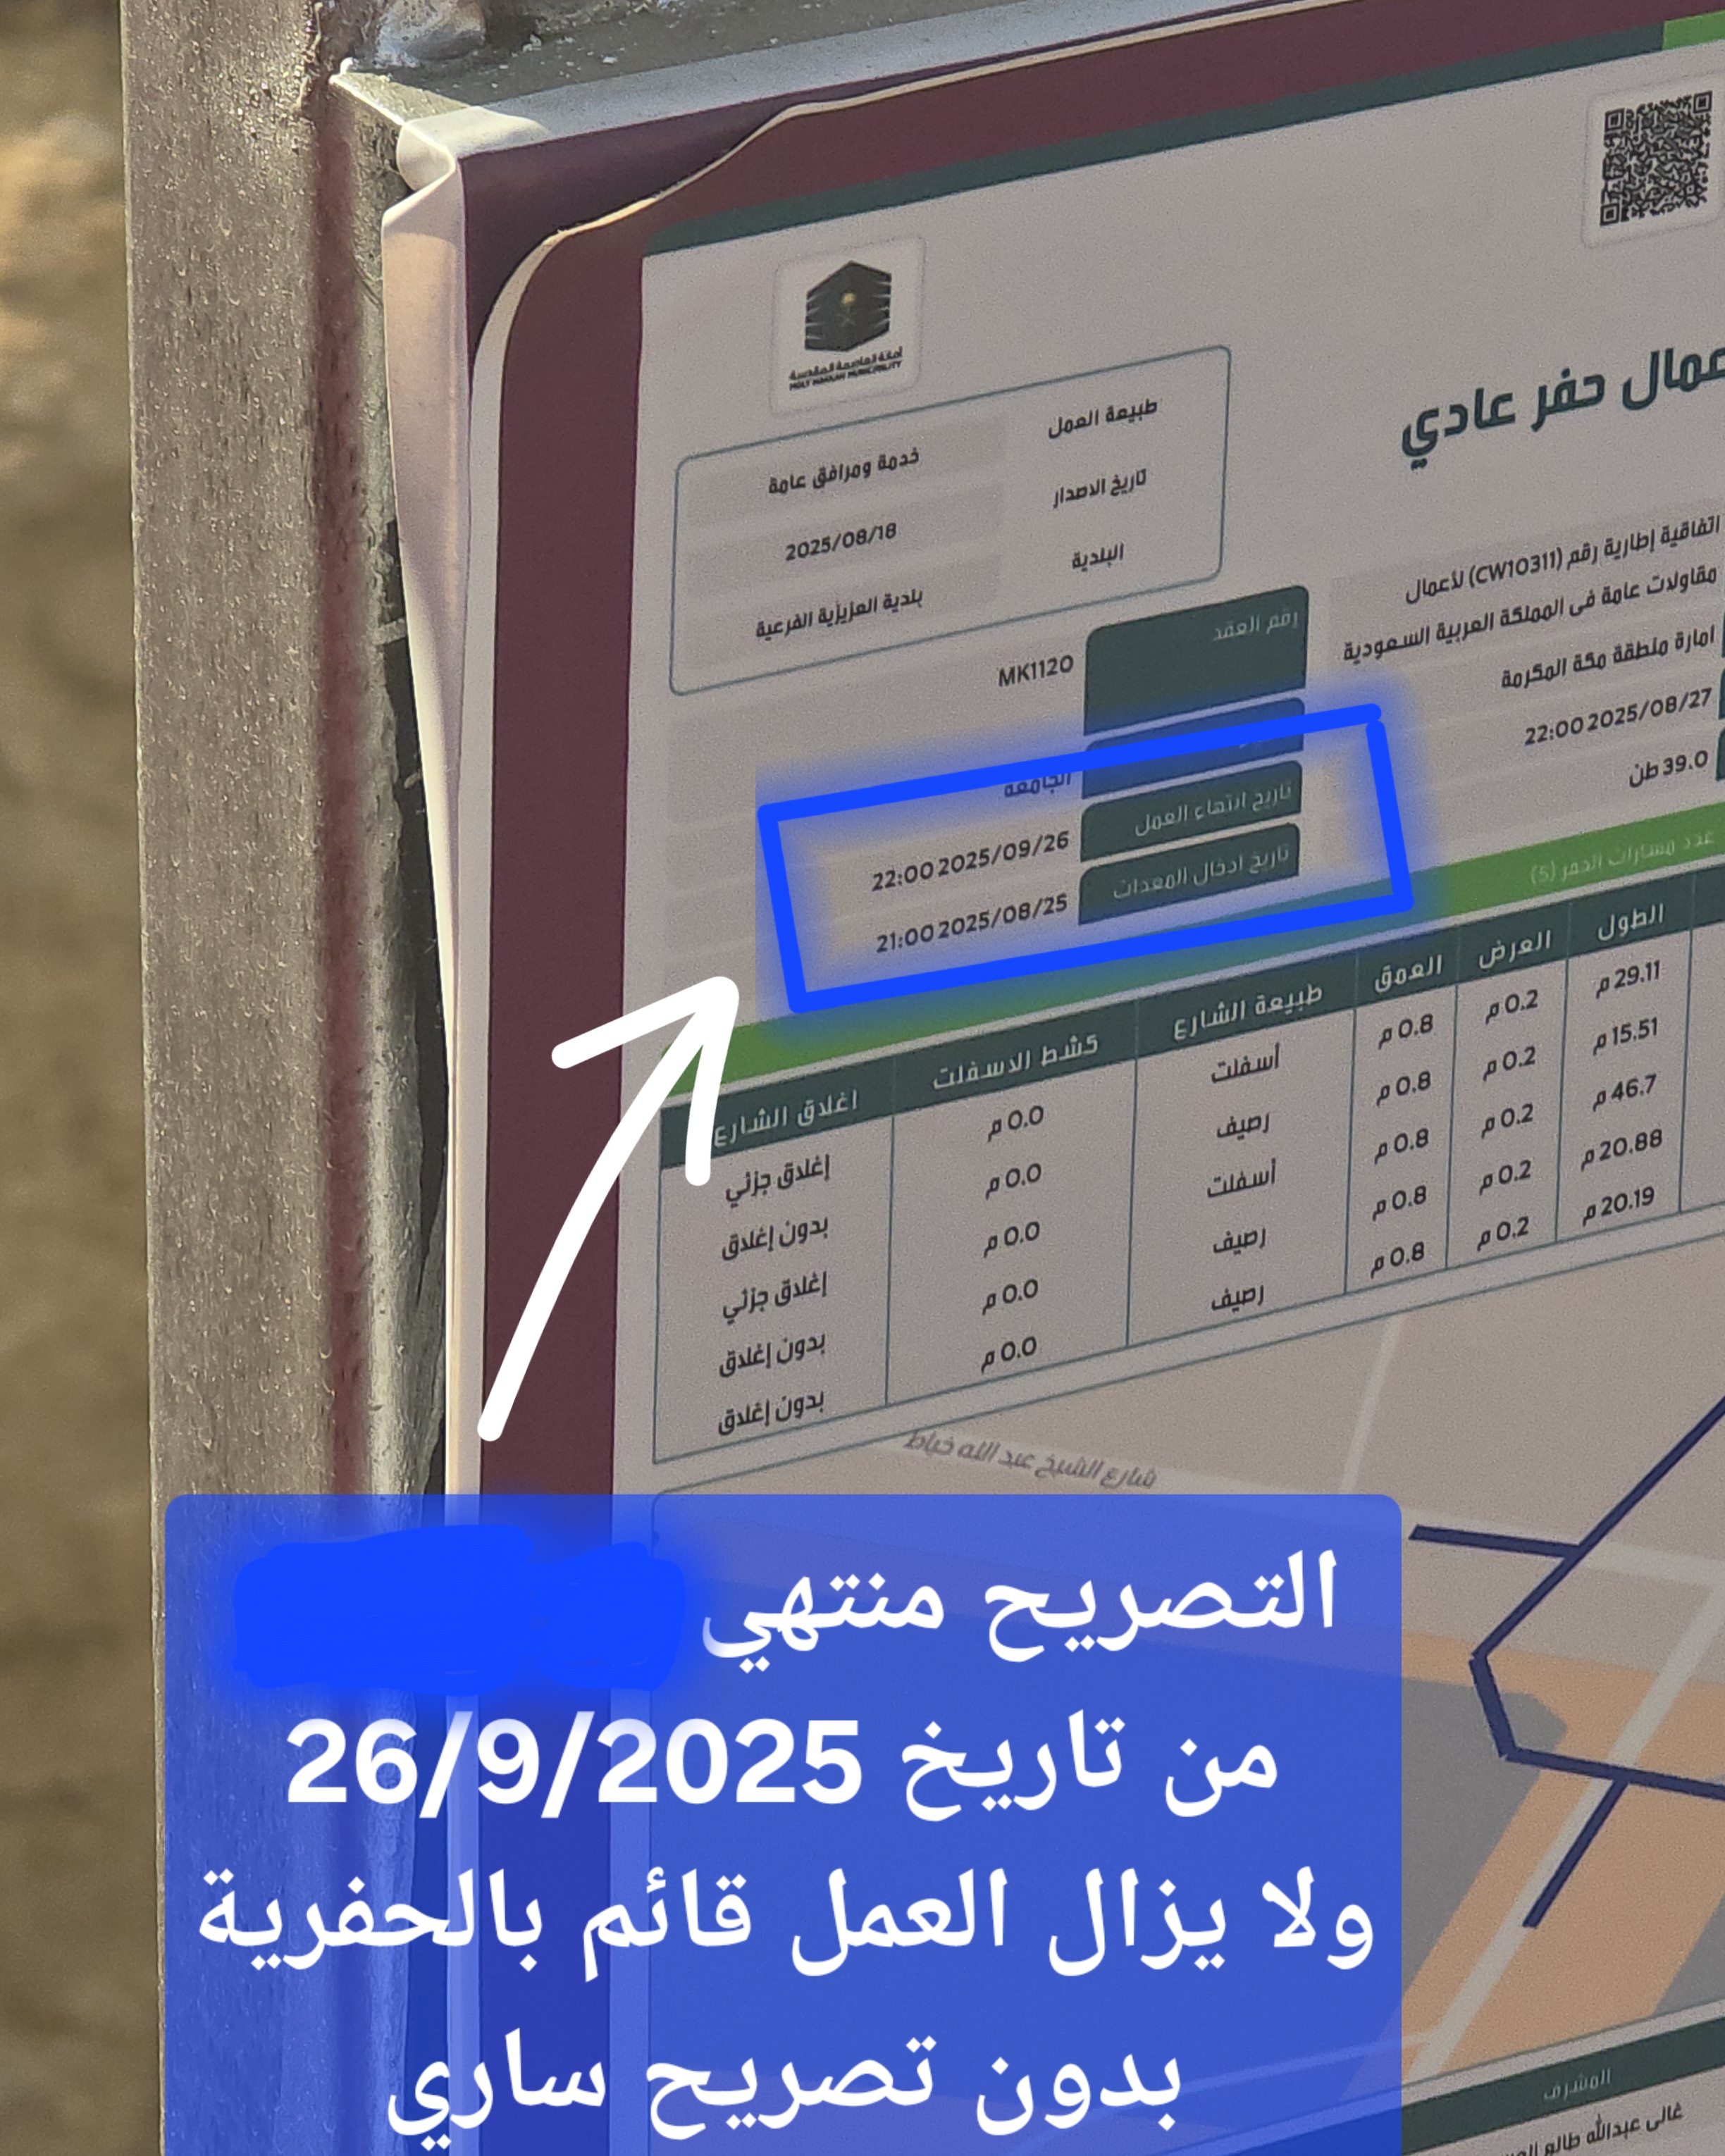 أمانة العاصمة المقدسة
HOLY MAKKAH MUNICIPALITY
أعمال حفر عادي
طبيعة العمل خدمة ومرافق عامة
تاريخ الاصدار 2025/08/18
البلدية بلدية العزيزية الفرعية
اتفاقية إطارية رقم (CW10311) لأعمال
مقاولات عامة فى المملكة العربية السعودية
رقم العقد MK1120
امارة منطقة مكة المكرمة
الجامعه
22:00 2025/08/27
تاريخ انتهاء العمل 22:00 2025/09/26
39.0 طن
تاريخ ادخال المعدات 21:00 2025/08/25
عدد مسارات الحفر (5)
الطول العرض العمق طبيعة الشارع كشط الاسفلت اغلاق الشارع
29.11 م 0.2 م 0.8 م أسفلت 0.0 م إغلاق جزئي
15.51 م 0.2 م 0.8 م رصيف 0.0 م بدون إغلاق
46.7 م 0.2 م 0.8 م أسفلت 0.0 م إغلاق جزئي
20.88 م 0.2 م 0.8 م رصيف 0.0 م بدون إغلاق
20.19 م 0.2 م 0.8 م رصيف 0.0 م بدون إغلاق
شارع الشيخ عبد الله خياط
التصريح منتهي
من تاريخ 26/9/2025
ولا يزال العمل قائم بالحفرية
بدون تصريح ساري
المشرف
غالى عبدالله طالع